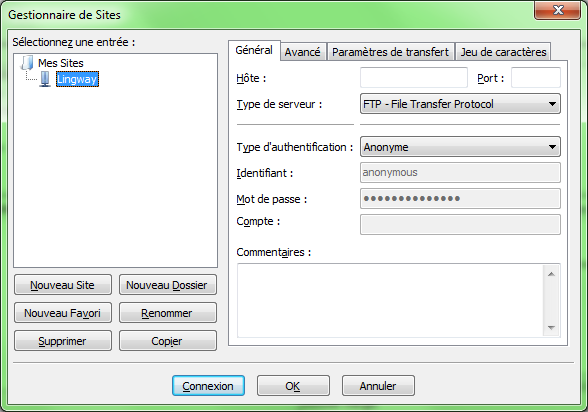 Gestionnaire de Sites
Sélectionnez une entrée :
Mes Sites
Lingway
Nouveau Site
Nouveau Dossier
Nouveau Favori
Renommer
Supprimer
Copier
Général
Avancé
Paramètres de transfert
Jeu de caractères
Hôte :
Port :
Type de serveur :
FTP - File Transfer Protocol
Type d'authentification :
Anonyme
Identifiant :
anonymous
Mot de passe :
●●●●●●●●●●●●●●
Compte :
Commentaires :
Connexion
OK
Annuler